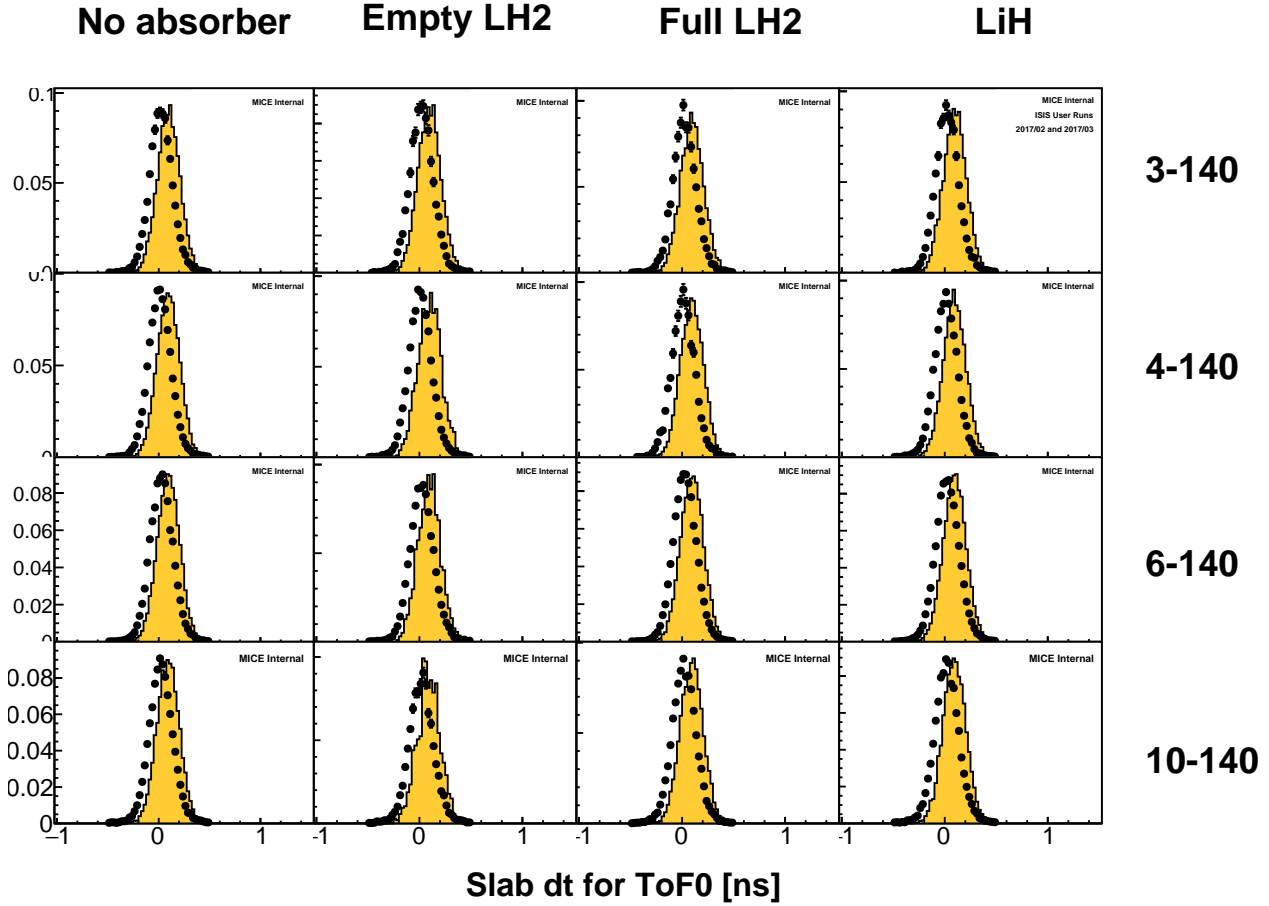 No absorber Empty LH2 Full LH2 LiH
0.1 MICE Internal MICE Internal MICE Internal MICE Internal
ISIS User Runs
2017/02 and 2017/03
3-140
0.05
0.1 MICE Internal MICE Internal MICE Internal MICE Internal
4-140
0.05
0
MICE Internal MICE Internal MICE Internal MICE Internal
0.08
0.06
6-140
0.04
0.02
0
MICE Internal MICE Internal MICE Internal MICE Internal
0.08
0.06
10-140
0.04
0.02
0
−1 0 1 -1 0 1 -1 0 1 -1 0 1
Slab dt for ToF0 [ns]